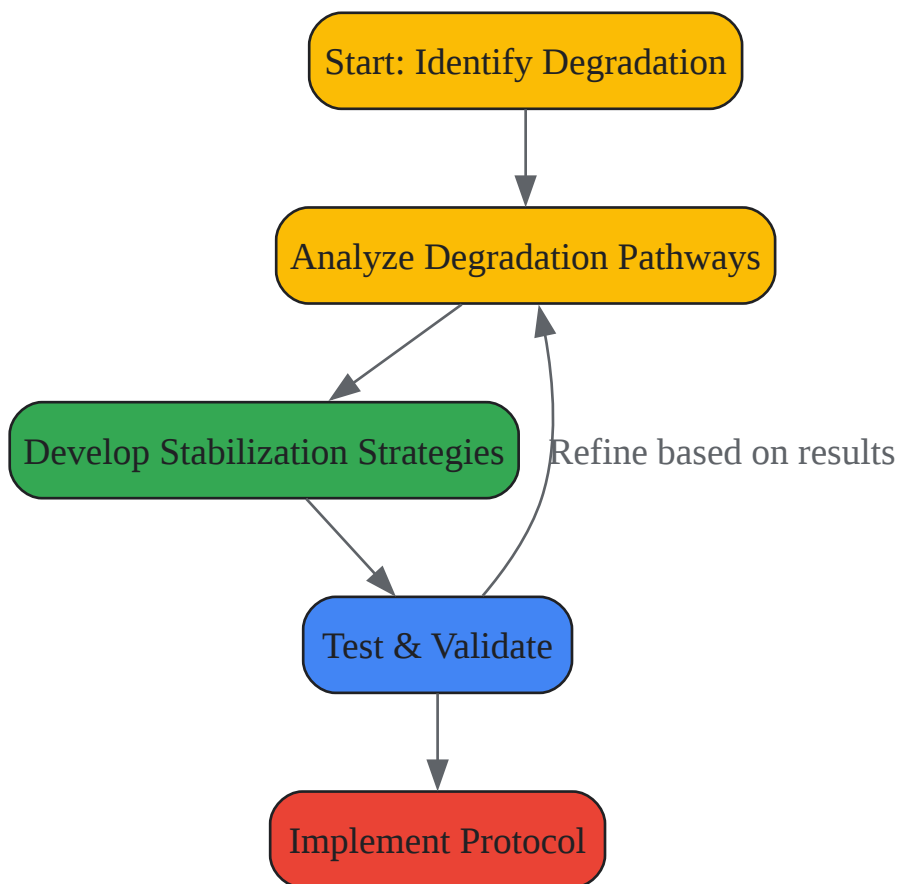 Start: Identify Degradation
Analyze Degradation Pathways
Develop Stabilization Strategies
Refine based on results
Test & Validate
Implement Protocol